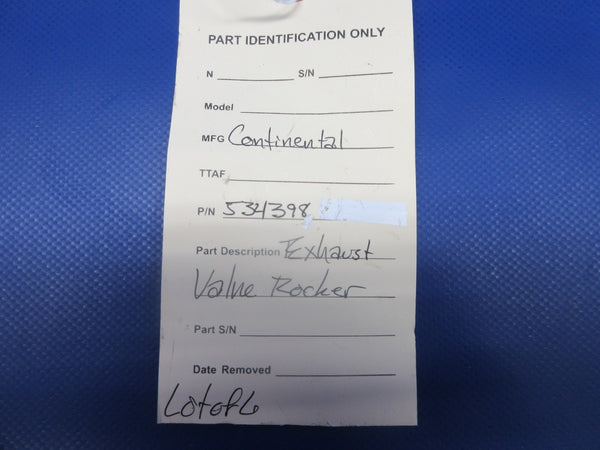 PART IDENTIFICATION ONLY
N S/N
Model
MFG Continental
TTAF
P/N 534398
Part Description Exhaust
Valve Rocker
Part S/N
Date Removed
Lot of 6